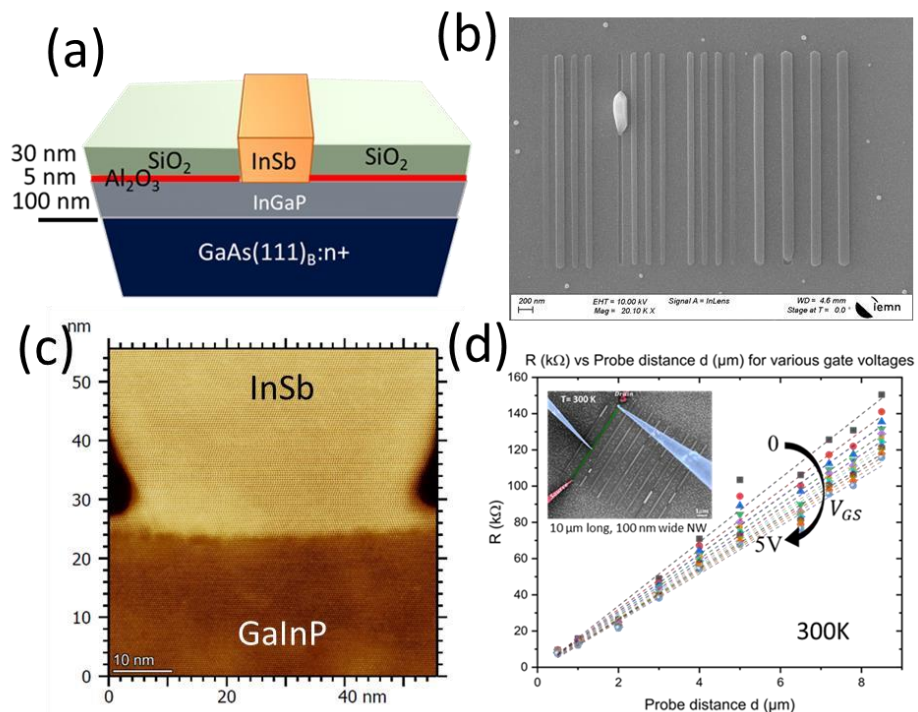 (a)
30 nm
5 nm
100 nm
SiO₂
InSb
SiO₂
Al₂O₃
InGaP
GaAs(111)B:n+
(b)
200 nm
EHT = 10.00 kV
Mag = 20.10 K X
Signal A = InLens
WD = 4.6 mm
Stage at T = 0.0°
iemn
(c)
nm
50
40
30
20
10
0
InSb
GaInP
10 nm
0
20
40 nm
(d)
R (kΩ) vs Probe distance d (μm) for various gate voltages
R (kΩ)
160
140
120
100
80
60
40
20
0
T= 300 K
Drain
1μm
10 μm long, 100 nm wide NW
0
V_GS
5V
300K
0
2
4
6
8
Probe distance d (μm)